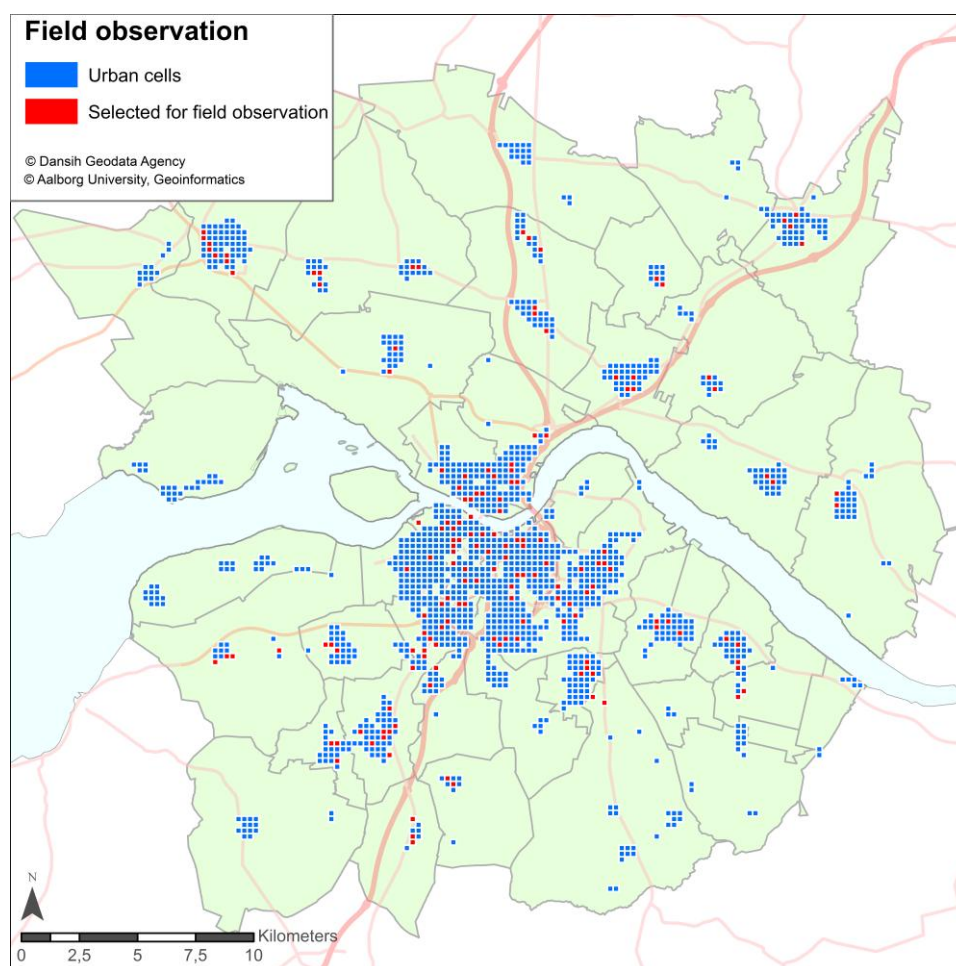 Field observation
Urban cells
Selected for field observation
© Dansih Geodata Agency
© Aalborg University, Geoinformatics
N
Kilometers
0 2,5 5 7,5 10